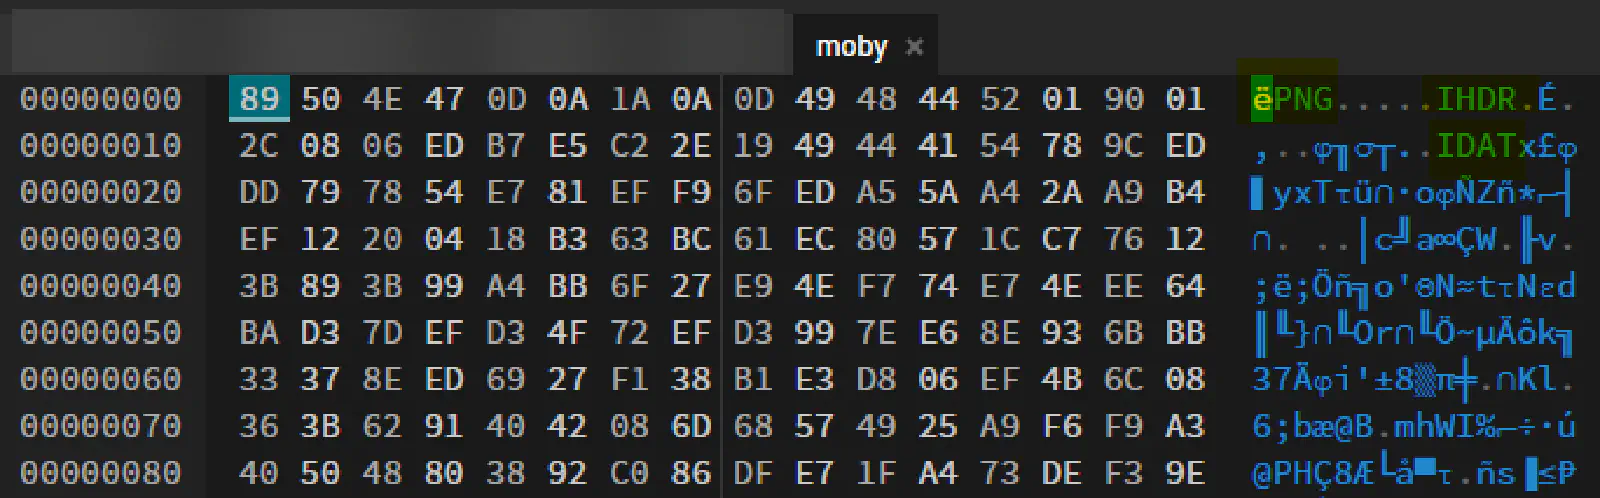 moby ×
00000000 89 50 4E 47 0D 0A 1A 0A 0D 49 48 44 52 01 90 01 ëPNG.....IHDR.É.
00000010 2C 08 06 ED B7 E5 C2 2E 19 49 44 41 54 78 9C ED ,..φ╖σ┬..IDATx£φ
00000020 DD 79 78 54 E7 81 EF F9 6F ED A5 5A A4 2A A9 B4 ▌yxTτü∩·oφÑZñ*⌐┤
00000030 EF 12 20 04 18 B3 63 BC 61 EC 80 57 1C C7 76 12 ∩. ..│c╝a∞ÇW.╟v.
00000040 3B 89 3B 99 A4 BB 6F 27 E9 4E F7 74 E7 4E EE 64 ;ë;Öñ╗o'ΘN≈tτNεd
00000050 BA D3 7D EF D3 4F 72 EF D3 99 7E E6 8E 93 6B BB ║╙}∩╙Or∩╙Ö~µÄôk╗
00000060 33 37 8E ED 69 27 F1 38 B1 E3 D8 06 EF 4B 6C 08 37Äφi'±8▒π╪.∩Kl.
00000070 36 3B 62 91 40 42 08 6D 68 57 49 25 A9 F6 F9 A3 6;bæ@B.mhWI%⌐÷·ú
00000080 40 50 48 80 38 92 C0 86 DF E7 1F A4 73 DE F3 9E @PHÇ8Æ└å▀τ.ñs▐≤₧